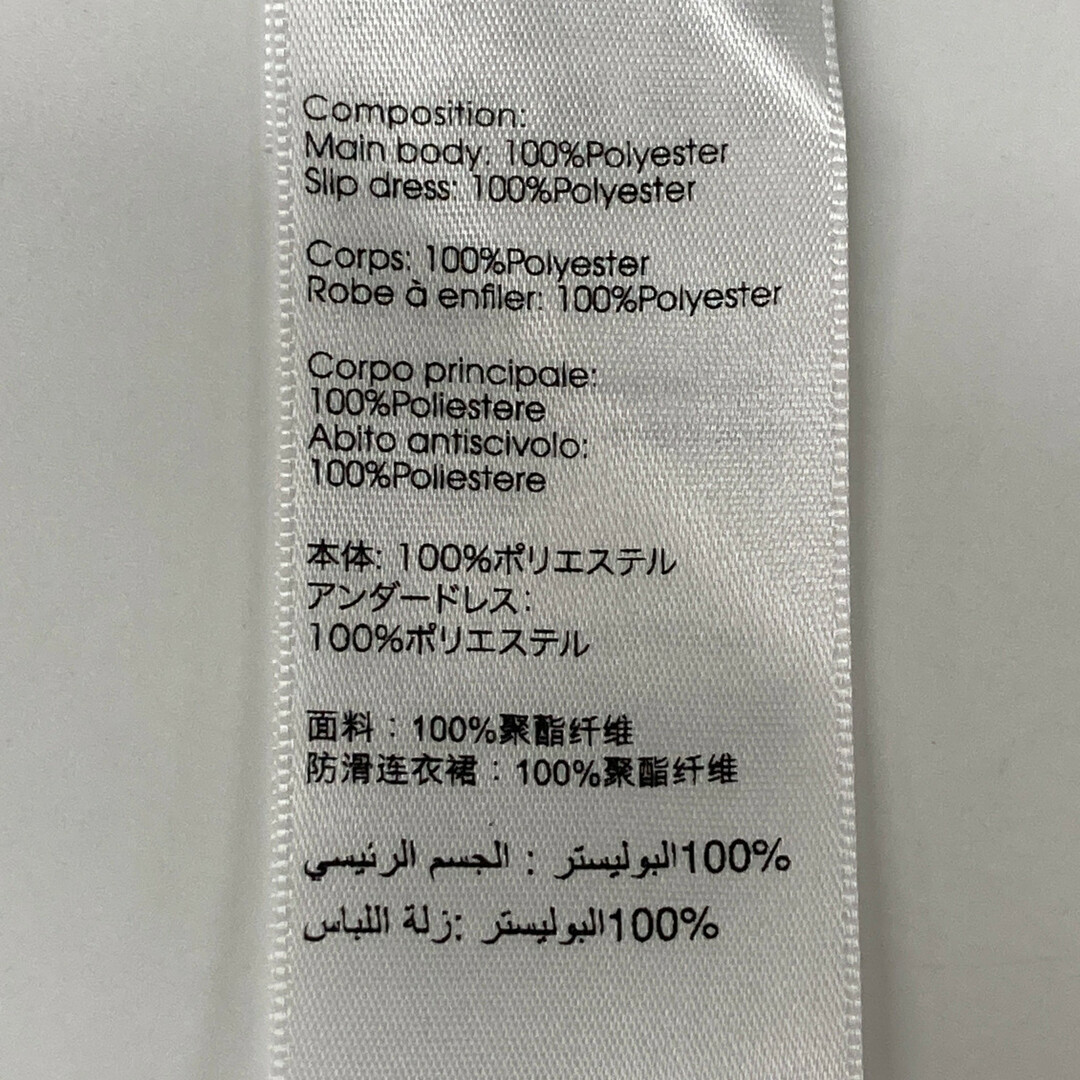 Composition:
Main body: 100%Polyester
Slip dress: 100%Polyester
Corps: 100%Polyester
Robe à enfiler: 100%Polyester
Corpo principale:
100%Poliestere
Abito antiscivolo:
100%Poliestere
本体: 100%ポリエステル
アンダードレス:
100%ポリエステル
面料：100%聚酯纤维
防滑连衣裙：100%聚酯纤维
100%البوليستر : الجسم الرئيسي
100%البوليستر :زلة اللباس